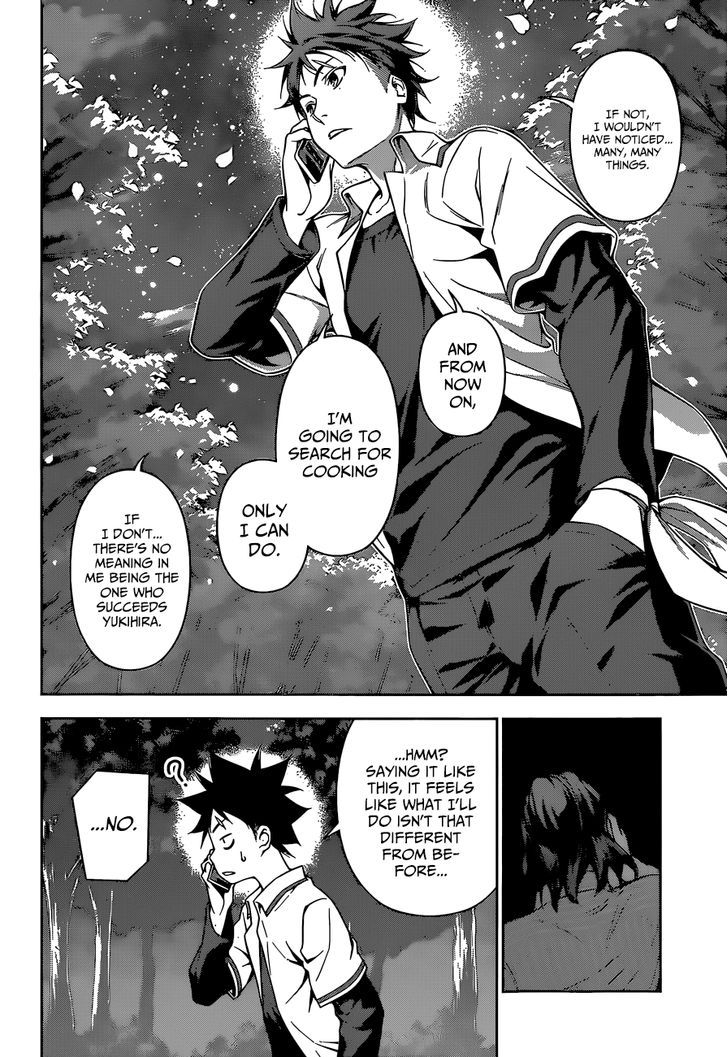 IF NOT,
I WOULDN'T
HAVE NOTICED...
MANY, MANY
THINGS.
AND
FROM
NOW
ON,
I'M
GOING TO
SEARCH FOR
COOKING
ONLY
I CAN
DO.
IF
I DON'T...
THERE'S NO
MEANING IN
ME BEING THE
ONE WHO
SUCCEEDS
YUKIHIRA.
...HMM?
SAYING IT LIKE
THIS, IT FEELS
LIKE WHAT I'LL
DO ISN'T THAT
DIFFERENT
FROM BE-
FORE...
?
...NO.